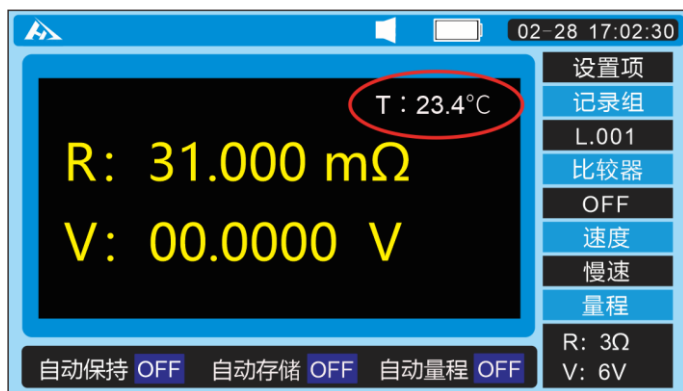 02-28 17:02:30
T：23.4°C
R: 31.000 mΩ
V: 00.0000 V
设置项
记录组
L.001
比较器
OFF
速度
慢速
量程
R: 3Ω
V: 6V
自动保持 OFF 自动存储 OFF 自动量程 OFF